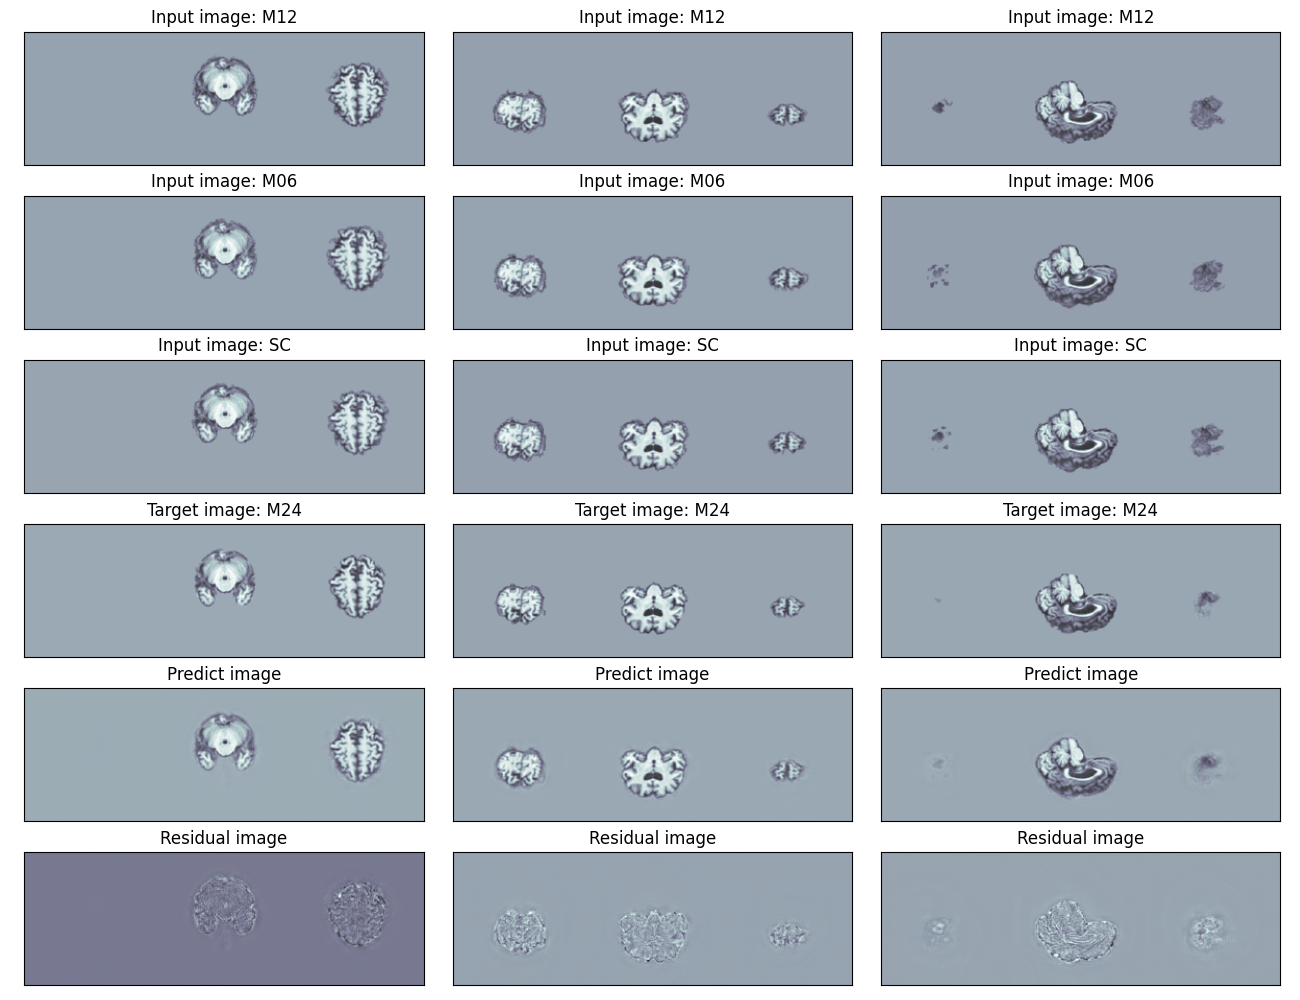 Input image: M12 Input image: M12 Input image: M12
Input image: M06 Input image: M06 Input image: M06
Input image: SC Input image: SC Input image: SC
Target image: M24 Target image: M24 Target image: M24
Predict image Predict image Predict image
Residual image Residual image Residual image